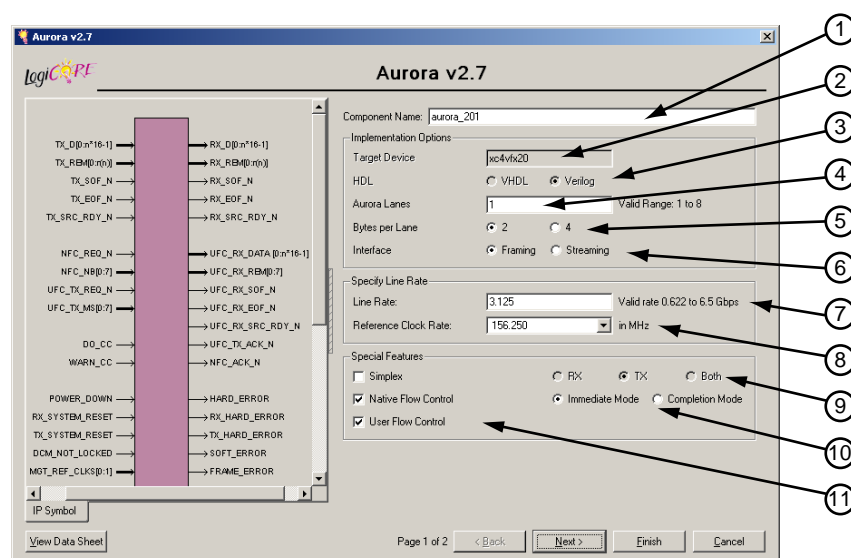 Aurora v2.7
LogiCORE
Aurora v2.7
TX_D[0:n*16-1]
RX_D[0:n*16-1]
TX_REM[0:r(n)]
RX_REM[0:r(n)]
TX_SOF_N
RX_SOF_N
TX_EOF_N
RX_EOF_N
TX_SRC_RDY_N
RX_SRC_RDY_N
NFC_REQ_N
UFC_RX_DATA [0:n*16-1]
NFC_NB[0:7]
UFC_RX_REM[0:7]
UFC_TX_REQ_N
UFC_RX_SOF_N
UFC_TX_MS[0:7]
UFC_RX_EOF_N
UFC_RX_SRC_RDY_N
DO_CC
UFC_TX_ACK_N
WARN_CC
NFC_ACK_N
POWER_DOWN
HARD_ERROR
RX_SYSTEM_RESET
RX_HARD_ERROR
TX_SYSTEM_RESET
TX_HARD_ERROR
DCM_NOT_LOCKED
SOFT_ERROR
MGT_REF_CLKS[0:1]
FRAME_ERROR
IP Symbol
Component Name: aurora_201
Implementation Options
Target Device xc4vfx20
HDL VHDL Verilog
Aurora Lanes 1 Valid Range: 1 to 8
Bytes per Lane 2 4
Interface Framing Streaming
Specify Line Rate
Line Rate: 3.125 Valid rate 0.622 to 6.5 Gbps
Reference Clock Rate: 156.250 in MHz
Special Features
Simplex RX TX Both
Native Flow Control Immediate Mode Completion Mode
User Flow Control
View Data Sheet Page 1 of 2 < Back Next > Finish Cancel
1
2
3
4
5
6
7
8
9
10
11